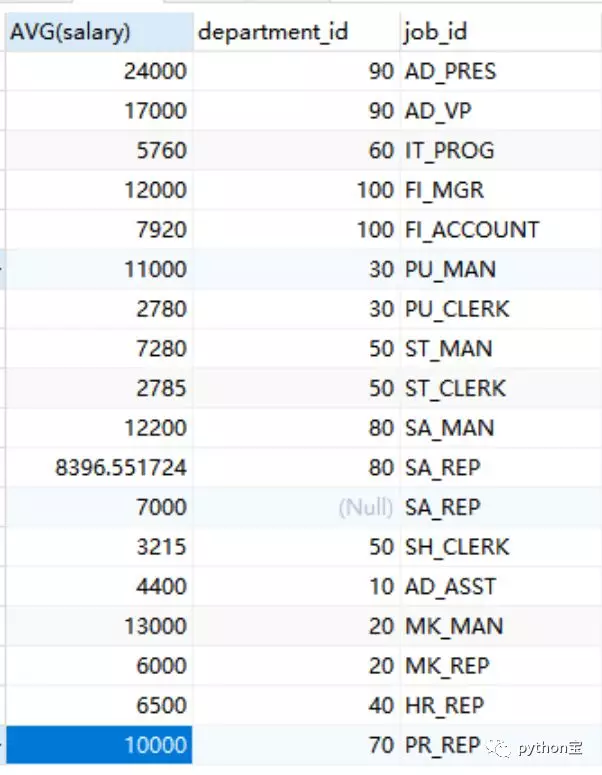 AVG(salary) department_id job_id
24000 90 AD_PRES
17000 90 AD_VP
5760 60 IT_PROG
12000 100 FI_MGR
7920 100 FI_ACCOUNT
11000 30 PU_MAN
2780 30 PU_CLERK
7280 50 ST_MAN
2785 50 ST_CLERK
12200 80 SA_MAN
8396.551724 80 SA_REP
7000 (Null) SA_REP
3215 50 SH_CLERK
4400 10 AD_ASST
13000 20 MK_MAN
6000 20 MK_REP
6500 40 HR_REP
10000 70 PR_REP
python宝